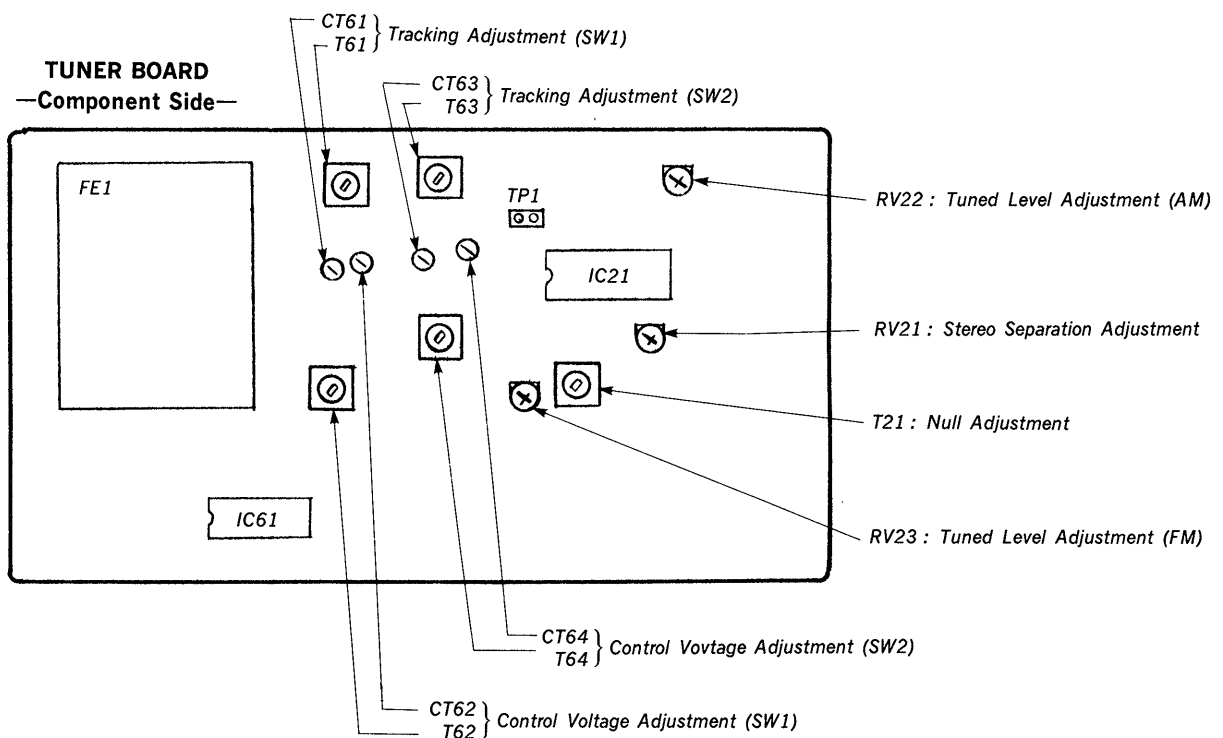 CT61
T61
Tracking Adjustment (SW1)
TUNER BOARD
—Component Side—
CT63
T63
Tracking Adjustment (SW2)
FE1
TP1
RV22 : Tuned Level Adjustment (AM)
IC21
RV21 : Stereo Separation Adjustment
T21 : Null Adjustment
IC61
RV23 : Tuned Level Adjustment (FM)
CT64
T64
Control Vovtage Adjustment (SW2)
CT62
T62
Control Voltage Adjustment (SW1)